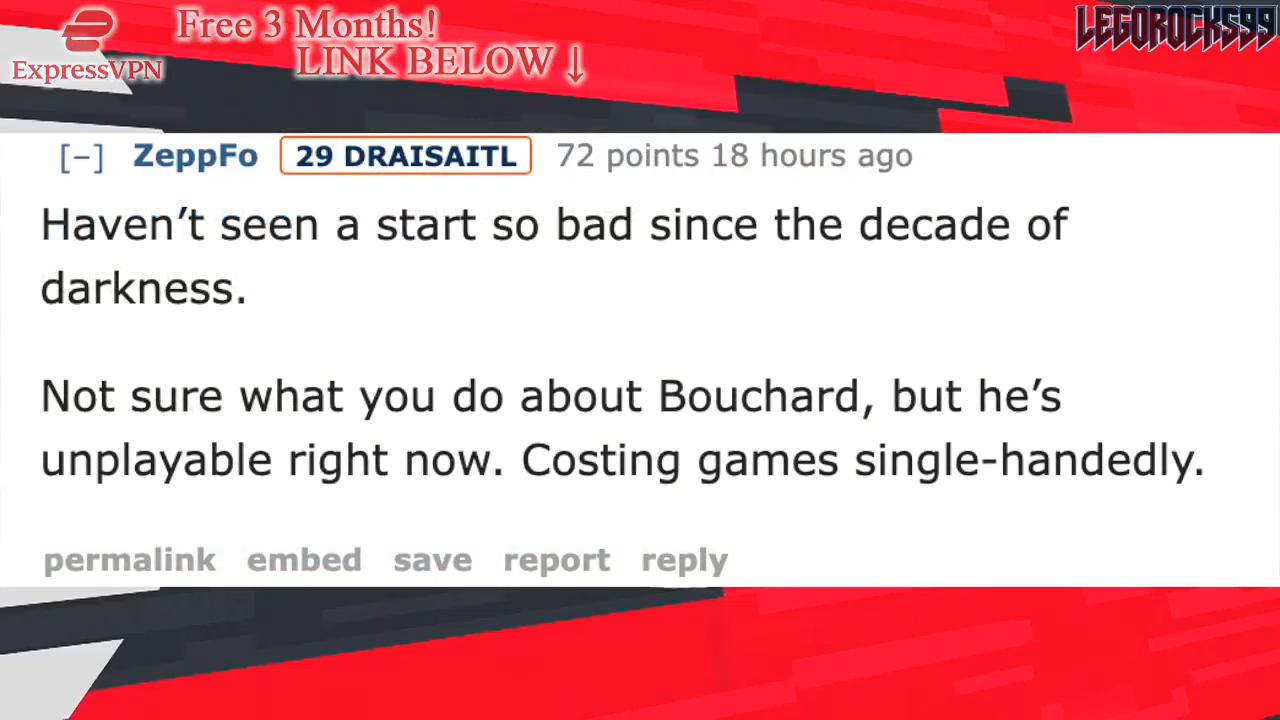 Free 3 Months!
LINK BELOW ↓
ExpressVPN
LEGOROCKS99
[–] ZeppFo 29 DRAISAITL 72 points 18 hours ago
Haven’t seen a start so bad since the decade of
darkness.
Not sure what you do about Bouchard, but he’s
unplayable right now. Costing games single-handedly.
permalink embed save report reply